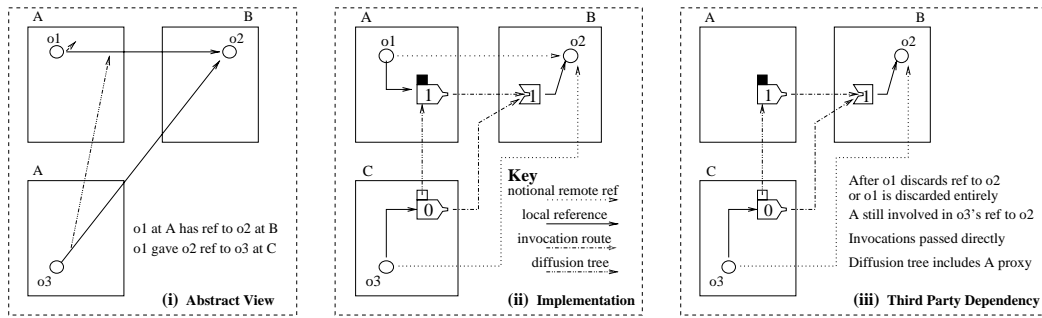 A
B
o1
o2
A
o1 at A has ref to o2 at B
o1 gave o2 ref to o3 at C
o3
(i) Abstract View
A
B
o1
o2
1
1
C
0
o3
Key
notional remote ref
local reference
invocation route
diffusion tree
(ii) Implementation
A
B
o2
1
1
C
0
o3
After o1 discards ref to o2
or o1 is discarded entirely
A still involved in o3's ref to o2
Invocations passed directly
Diffusion tree includes A proxy
(iii) Third Party Dependency